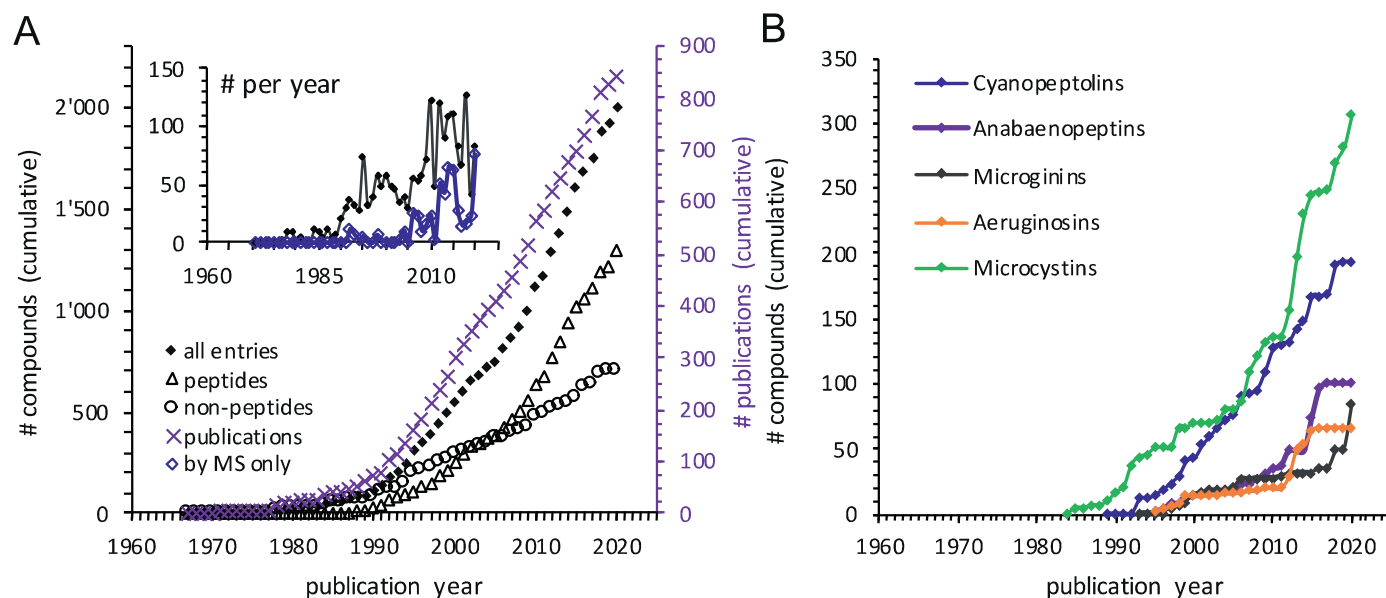 A
# compounds (cumulative)
2'000
1'500
1'000
500
0
# per year
150
100
50
0
1960
1985
2010
all entries
peptides
non-peptides
publications
by MS only
900
800
700
600
500
400
300
200
100
0
# publications (cumulative)
1960 1970 1980 1990 2000 2010 2020
publication year
B
# compounds (cumulative)
350
300
250
200
150
100
50
0
Cyanopeptolins
Anabaenopeptins
Microginins
Aeruginosins
Microcystins
1960 1970 1980 1990 2000 2010 2020
publication year